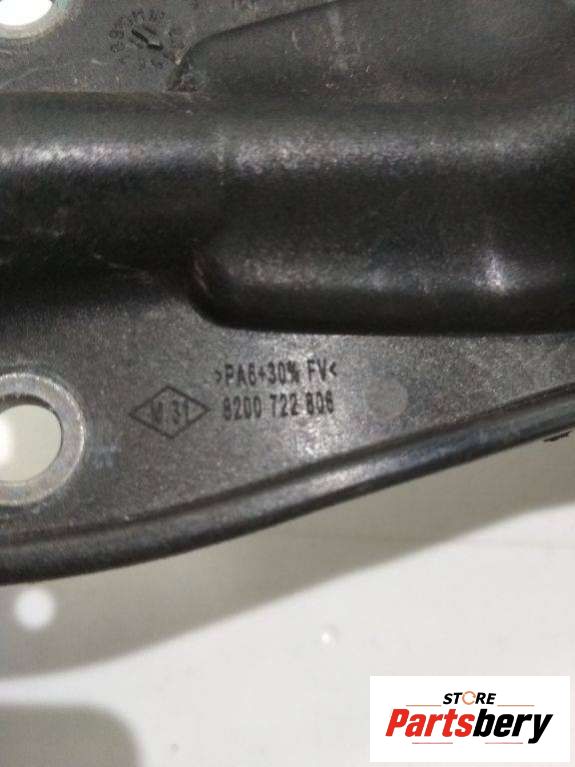 >PA6+30% FV<
M 31
8200 722 808
STORE
Partsbery